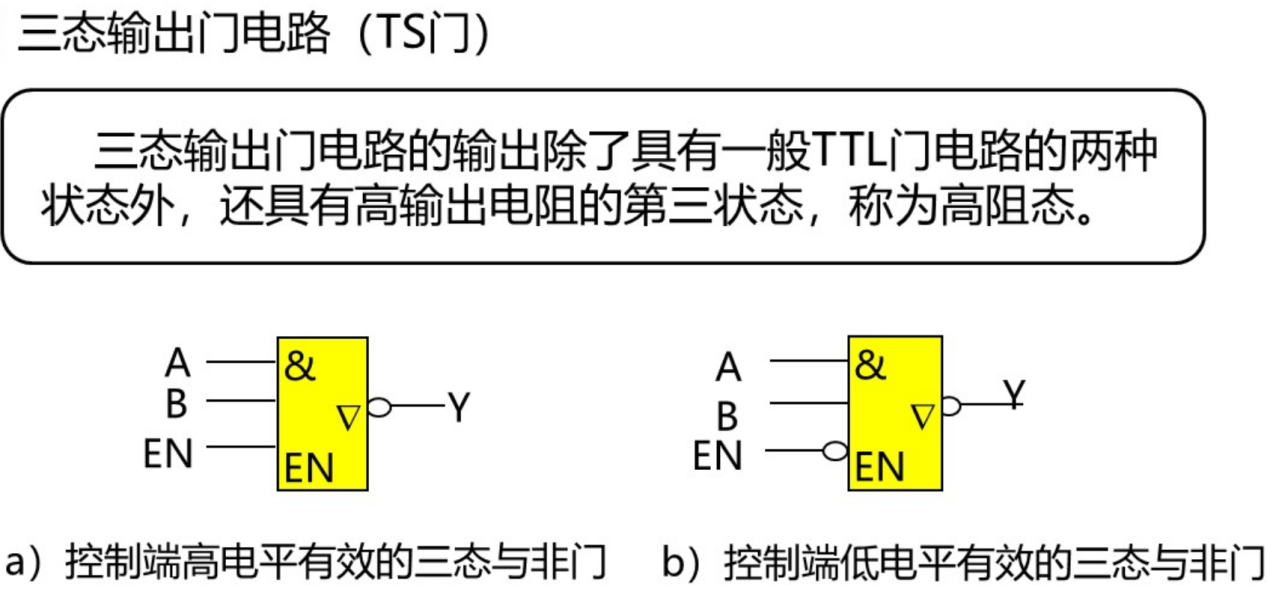 三态输出门电路（TS门）
三态输出门电路的输出除了具有一般TTL门电路的两种
状态外，还具有高输出电阻的第三状态，称为高阻态。
A
&
B
▽
Y
EN
EN
A
&
B
▽
Y
EN
EN
a）控制端高电平有效的三态与非门
b）控制端低电平有效的三态与非门